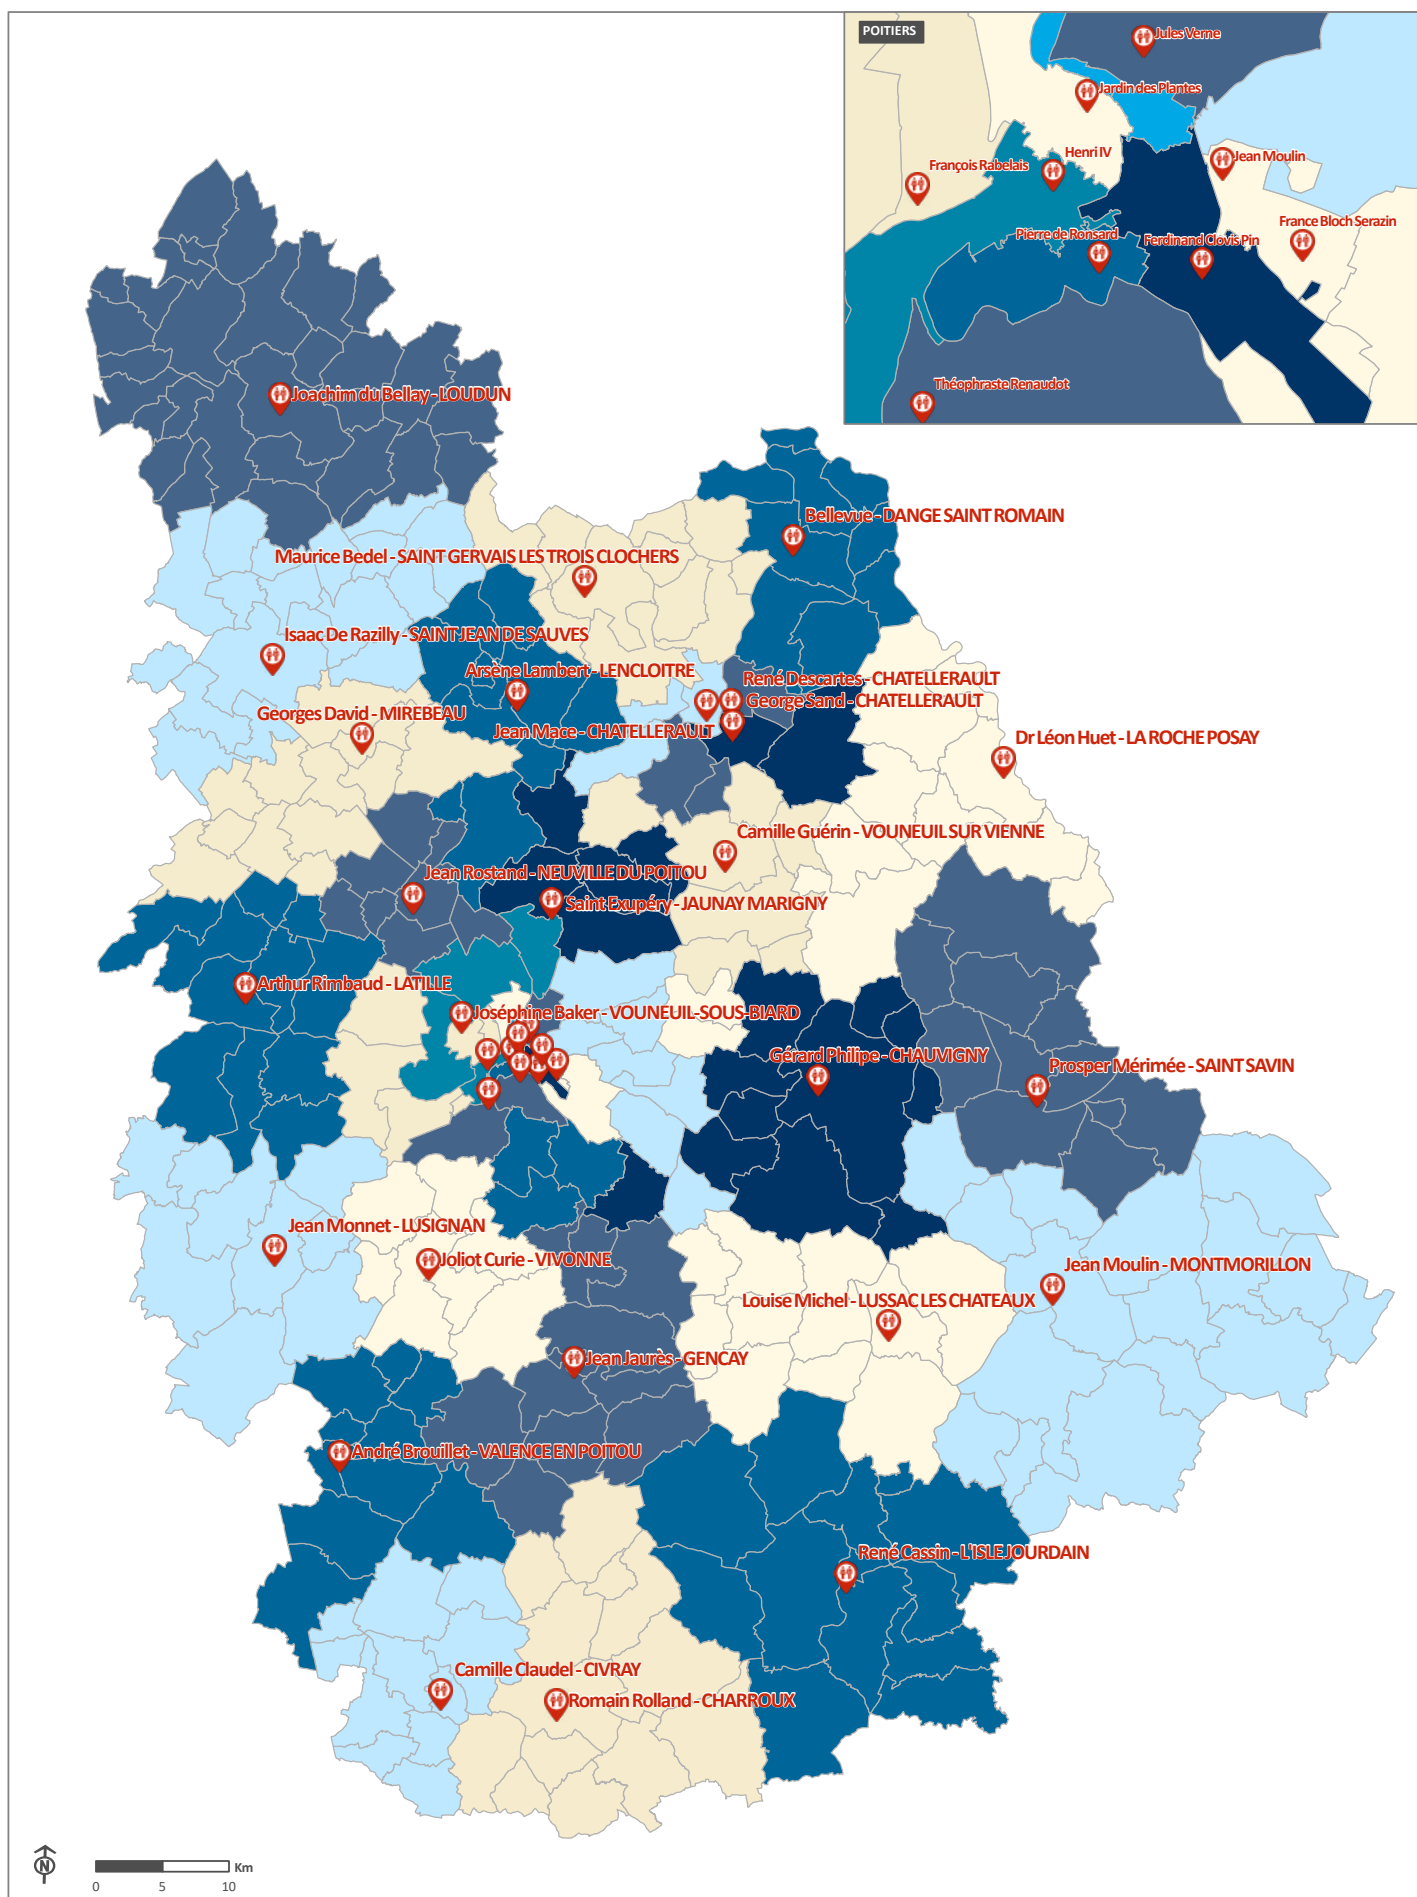 POITIERS
Jules Verne
Jardin des Plantes
Henri IV
Jean Moulin
François Rabelais
France Bloch Serazin
Pierre de Ronsard
Ferdinand Clovis Pin
Théophraste Renaudot
Joachim du Bellay - LOUDUN
Bellevue - DANGE SAINT ROMAIN
Maurice Bedel - SAINT GERVAIS LES TROIS CLOCHERS
Isaac De Razilly - SAINT JEAN DE SAUVES
Arsène Lambert - LENCLOITRE
René Descartes - CHATELLERAULT
George Sand - CHATELLERAULT
Georges David - MIREBEAU
Jean Mace - CHATELLERAULT
Dr Léon Huet - LA ROCHE POSAY
Camille Guérin - VOUNEUIL SUR VIENNE
Jean Rostand - NEUVILLE DU POITOU
Saint Exupéry - JAUNAY MARIGNY
Arthur Rimbaud - LATILLE
Joséphine Baker - VOUNEUIL-SOUS-BIARD
Gérard Philipe - CHAUVIGNY
Prosper Mérimée - SAINT SAVIN
Jean Monnet - LUSIGNAN
Joliot Curie - VIVONNE
Jean Moulin - MONTMORILLON
Louise Michel - LUSSAC LES CHATEAUX
Jean Jaurès - GENCAY
André Brouillet - VALENCE EN POITOU
René Cassin - L'ISLE JOURDAIN
Camille Claudel - CIVRAY
Romain Rolland - CHARROUX
N
Km
0 5 10